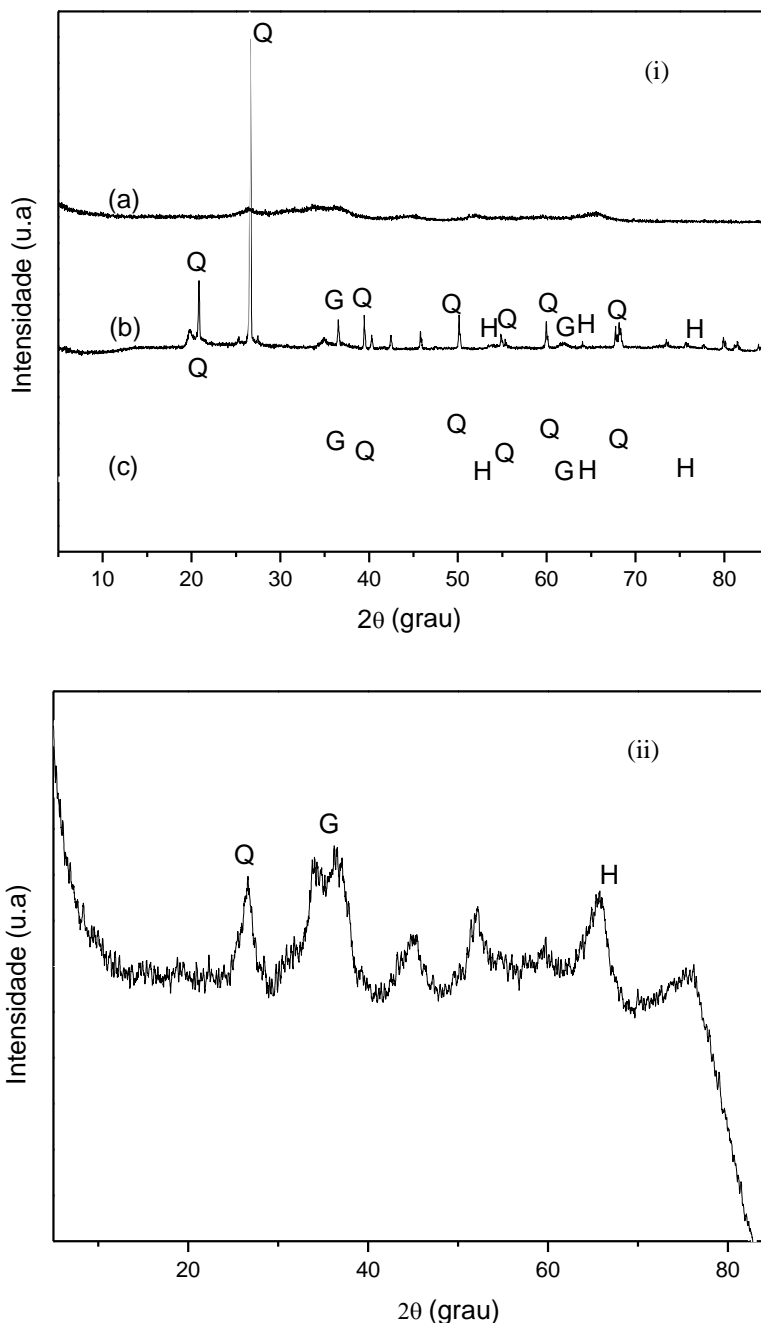 Q
(i)
(a)
Q
G Q Q H Q Q G H Q H
(b)
Q
(c)
G Q Q H Q Q G H Q H
10 20 30 40 50 60 70 80
2θ (grau)
Intensidade (u.a)
(ii)
Q G H
20 40 60 80
2θ (grau)
Intensidade (u.a)